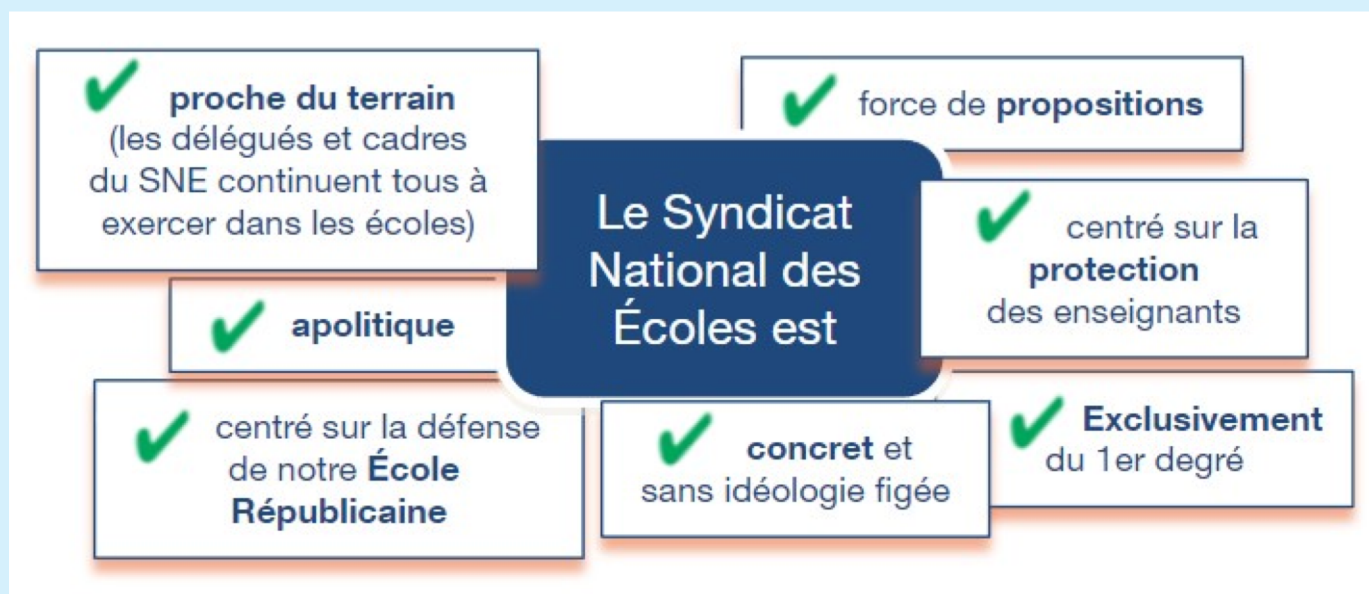 Le Syndicat
National des
Écoles est
proche du terrain
(les délégués et cadres
du SNE continuent tous à
exercer dans les écoles)
apolitique
centré sur la défense
de notre École
Républicaine
concret et
sans idéologie figée
Exclusivement
du 1er degré
centré sur la
protection
des enseignants
force de propositions